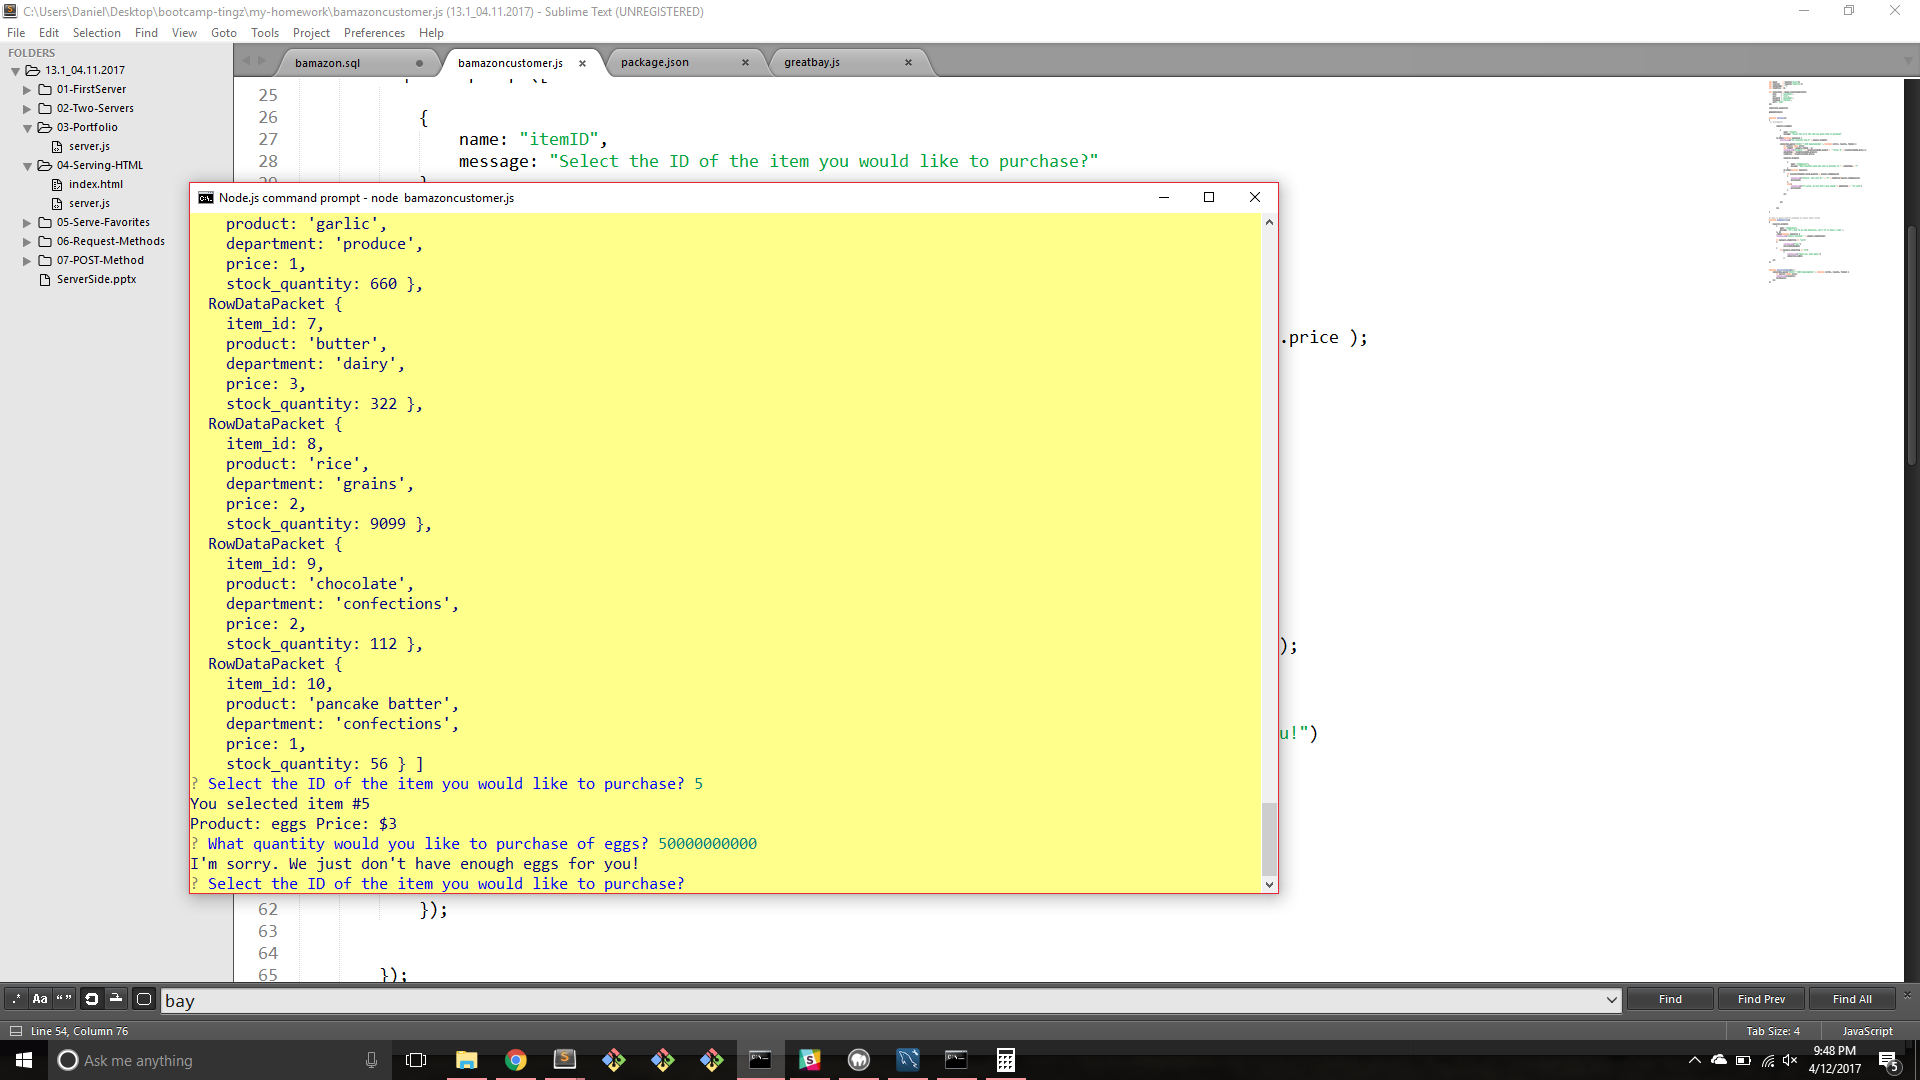 C:\Users\Daniel\Desktop\bootcamp-tingz\my-homework\bamazoncustomer.js (13.1_04.11.2017) - Sublime Text (UNREGISTERED)
File Edit Selection Find View Goto Tools Project Preferences Help
FOLDERS
13.1_04.11.2017
01-FirstServer
02-Two-Servers
03-Portfolio
server.js
04-Serving-HTML
index.html
server.js
05-Serve-Favorites
06-Request-Methods
07-POST-Method
ServerSide.pptx
bamazon.sql bamazoncustomer.js package.json greatbay.js
25
26 {
27 name: "itemID",
28 message: "Select the ID of the item you would like to purchase?"
.price );
);
u!")
Node.js command prompt - node  bamazoncustomer.js
product: 'garlic',
department: 'produce',
price: 1,
stock_quantity: 660 },
RowDataPacket {
item_id: 7,
product: 'butter',
department: 'dairy',
price: 3,
stock_quantity: 322 },
RowDataPacket {
item_id: 8,
product: 'rice',
department: 'grains',
price: 2,
stock_quantity: 9099 },
RowDataPacket {
item_id: 9,
product: 'chocolate',
department: 'confections',
price: 2,
stock_quantity: 112 },
RowDataPacket {
item_id: 10,
product: 'pancake batter',
department: 'confections',
price: 1,
stock_quantity: 56 } ]
? Select the ID of the item you would like to purchase? 5
You selected item #5
Product: eggs Price: $3
? What quantity would you like to purchase of eggs? 50000000000
I'm sorry. We just don't have enough eggs for you!
? Select the ID of the item you would like to purchase?
62 });
63
64
65 });
.* Aa “ ” bay Find Find Prev Find All
Line 54, Column 76 Tab Size: 4 JavaScript
Ask me anything
9:48 PM
4/12/2017
5